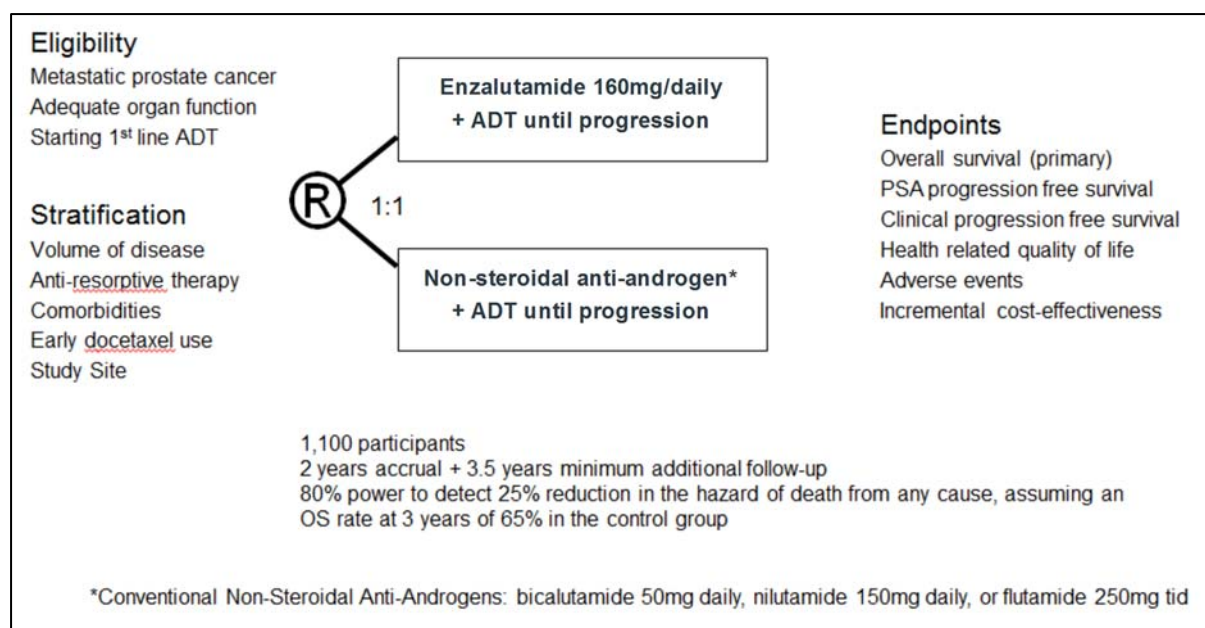 Eligibility
Metastatic prostate cancer
Adequate organ function
Starting 1st line ADT
Stratification
Volume of disease
Anti-resorptive therapy
Comorbidities
Early docetaxel use
Study Site
R
1:1
Enzalutamide 160mg/daily
+ ADT until progression
Non-steroidal anti-androgen*
+ ADT until progression
Endpoints
Overall survival (primary)
PSA progression free survival
Clinical progression free survival
Health related quality of life
Adverse events
Incremental cost-effectiveness
1,100 participants
2 years accrual + 3.5 years minimum additional follow-up
80% power to detect 25% reduction in the hazard of death from any cause, assuming an
OS rate at 3 years of 65% in the control group
*Conventional Non-Steroidal Anti-Androgens: bicalutamide 50mg daily, nilutamide 150mg daily, or flutamide 250mg tid